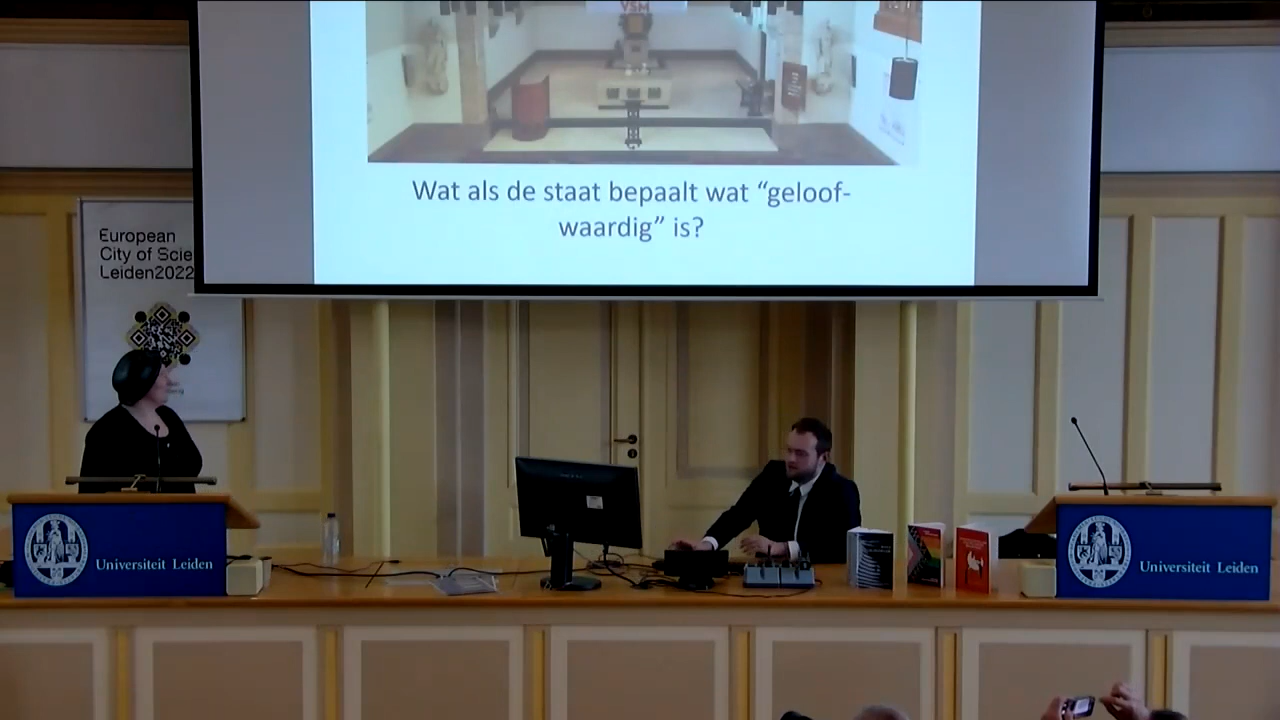 VSM
Wat als de staat bepaalt wat “geloof-
waardig” is?
European
City of Scie
Leiden2022
Universiteit Leiden
Universiteit Leiden